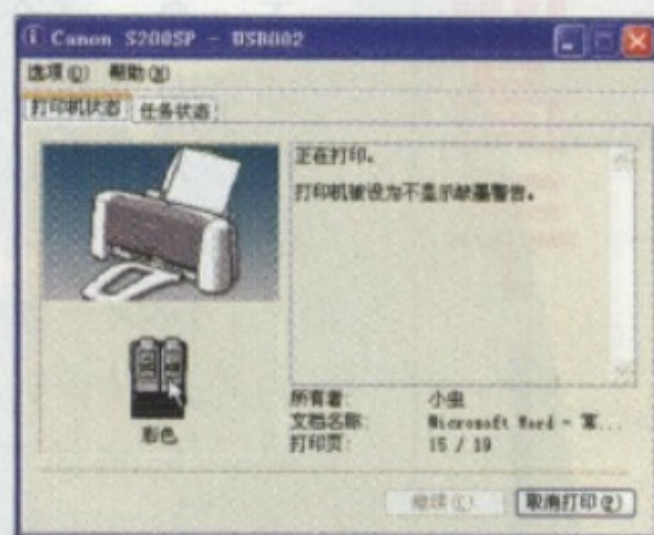 Canon S200SP - USB002
选项(O) 帮助(H)
打印机状态 任务状态
正在打印。
打印机被设为不显示缺墨警告。
彩色
所有者: 小虫
文档名称: Microsoft Word - ...
打印页: 15 / 19
继续(C) 取消打印(P)